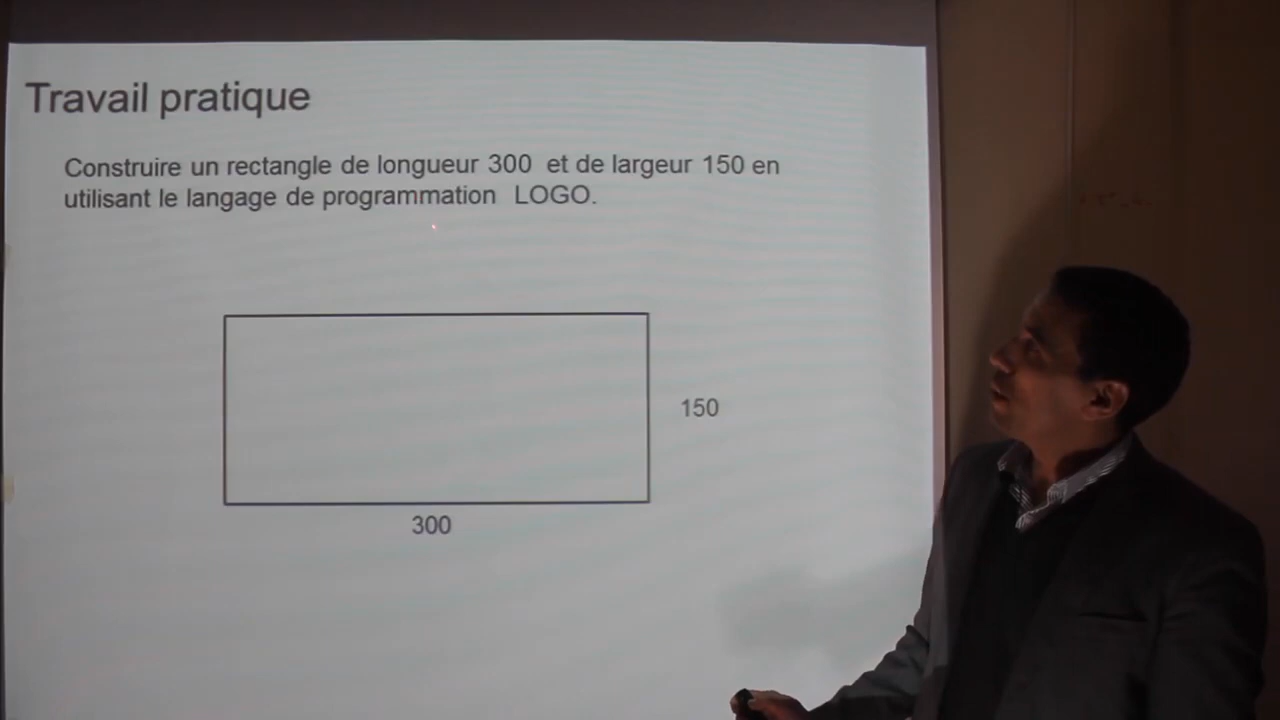 Travail pratique
Construire un rectangle de longueur 300 et de largeur 150 en
utilisant le langage de programmation LOGO.
150
300